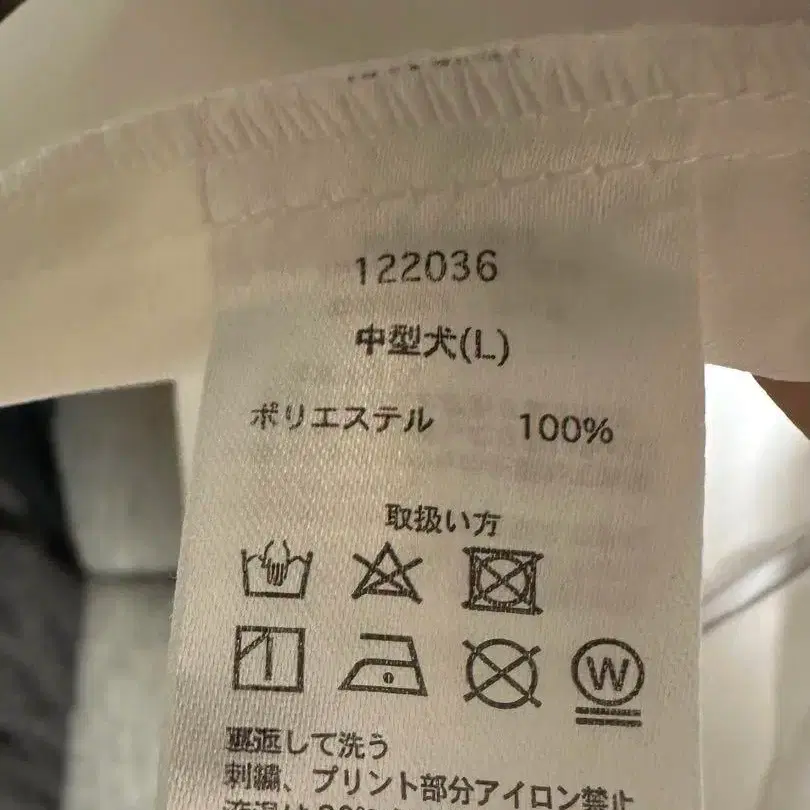 122036
中型犬(L)
ポリエステル 100%
取扱い方
W
裏返して洗う
刺繍、プリント部分アイロン禁止